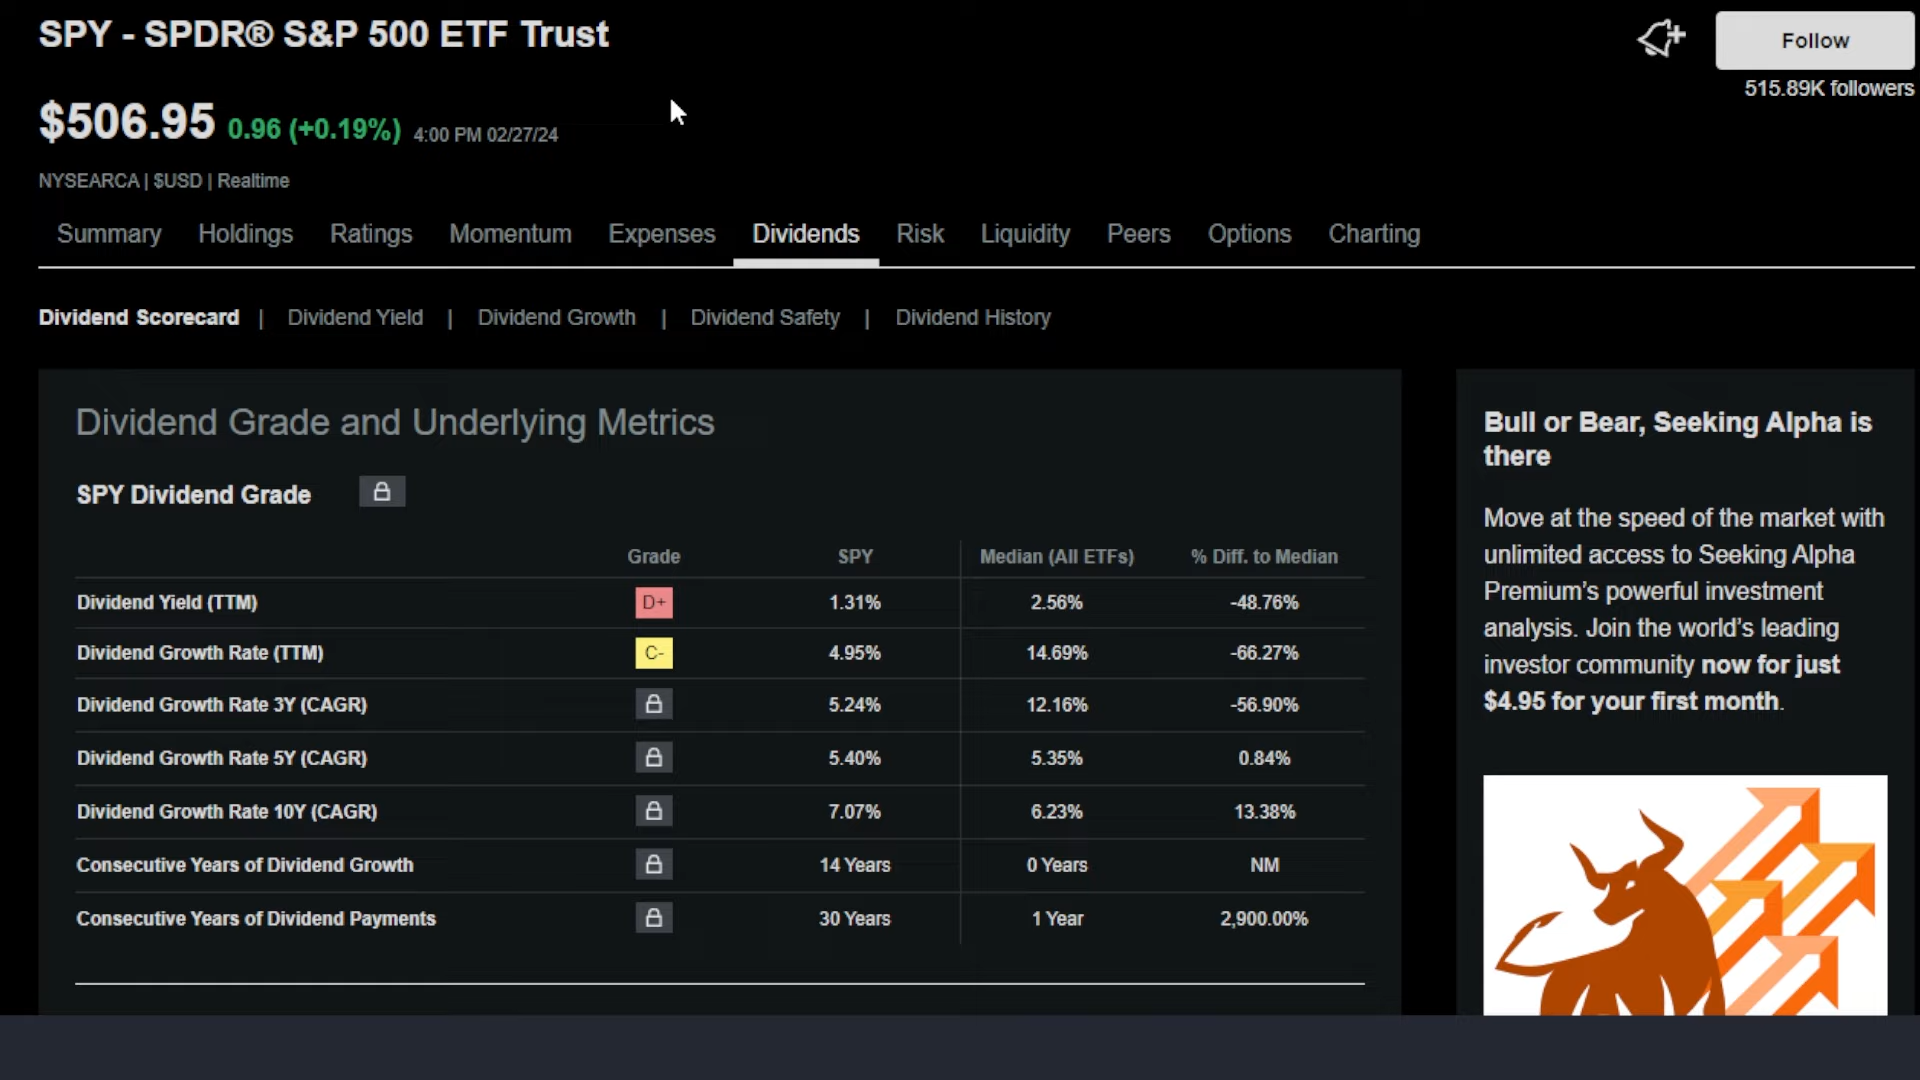 SPY - SPDR® S&P 500 ETF Trust
Follow
515.89K followers
$506.95 0.96 (+0.19%) 4:00 PM 02/27/24
NYSEARCA | $USD | Realtime
Summary Holdings Ratings Momentum Expenses Dividends Risk Liquidity Peers Options Charting
Dividend Scorecard | Dividend Yield | Dividend Growth | Dividend Safety | Dividend History
Dividend Grade and Underlying Metrics
SPY Dividend Grade
Grade SPY Median (All ETFs) % Diff. to Median
Dividend Yield (TTM) D+ 1.31% 2.56% -48.76%
Dividend Growth Rate (TTM) C- 4.95% 14.69% -66.27%
Dividend Growth Rate 3Y (CAGR) 5.24% 12.16% -56.90%
Dividend Growth Rate 5Y (CAGR) 5.40% 5.35% 0.84%
Dividend Growth Rate 10Y (CAGR) 7.07% 6.23% 13.38%
Consecutive Years of Dividend Growth 14 Years 0 Years NM
Consecutive Years of Dividend Payments 30 Years 1 Year 2,900.00%
Bull or Bear, Seeking Alpha is
there
Move at the speed of the market with
unlimited access to Seeking Alpha
Premium's powerful investment
analysis. Join the world's leading
investor community now for just
$4.95 for your first month.